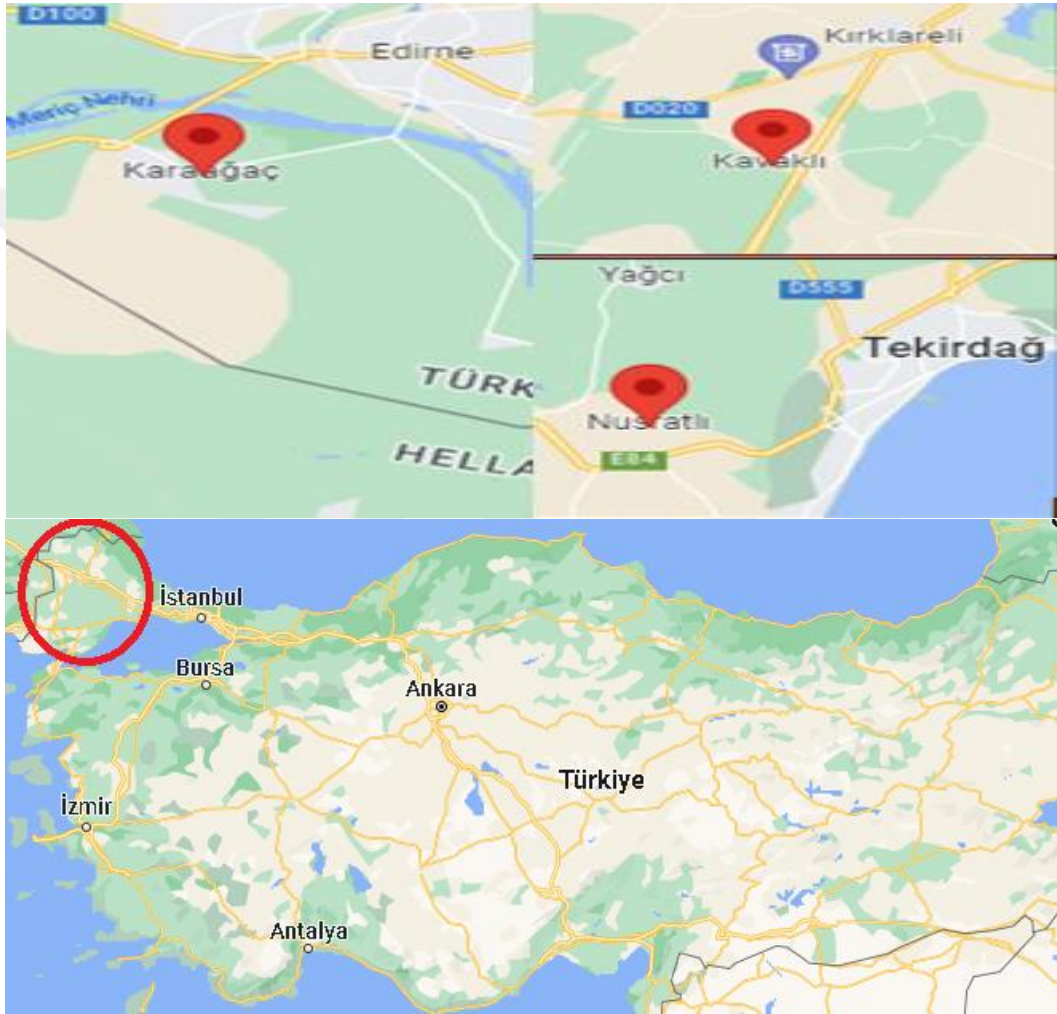 D100
Edirne
Meriç Nehri
Karaağaç
TÜRK
HELLA
Kırklareli
D020
Kavaklı
Yağcı
D555
Tekirdağ
Nusratlı
E84
İstanbul
Bursa
Ankara
Türkiye
İzmir
Antalya